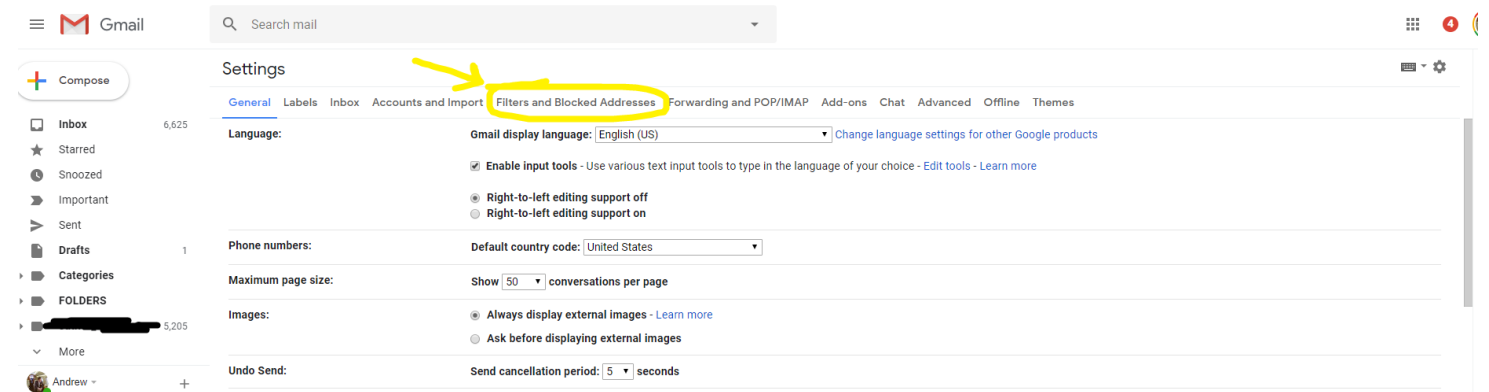 Gmail
Search mail
4
Compose
Settings
General Labels Inbox Accounts and Import Filters and Blocked Addresses Forwarding and POP/IMAP Add-ons Chat Advanced Offline Themes
Inbox 6,625
Starred
Snoozed
Important
Sent
Drafts 1
Categories
FOLDERS
5,205
More
Andrew
Language:
Gmail display language: English (US) Change language settings for other Google products
Enable input tools - Use various text input tools to type in the language of your choice - Edit tools - Learn more
Right-to-left editing support off
Right-to-left editing support on
Phone numbers:
Default country code: United States
Maximum page size:
Show 50 conversations per page
Images:
Always display external images - Learn more
Ask before displaying external images
Undo Send:
Send cancellation period: 5 seconds